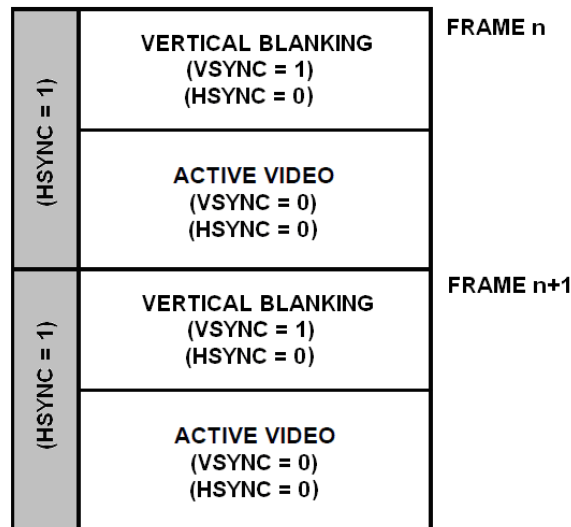 FRAME n
(HSYNC = 1)
VERTICAL BLANKING
(VSYNC = 1)
(HSYNC = 0)
ACTIVE VIDEO
(VSYNC = 0)
(HSYNC = 0)
FRAME n+1
(HSYNC = 1)
VERTICAL BLANKING
(VSYNC = 1)
(HSYNC = 0)
ACTIVE VIDEO
(VSYNC = 0)
(HSYNC = 0)